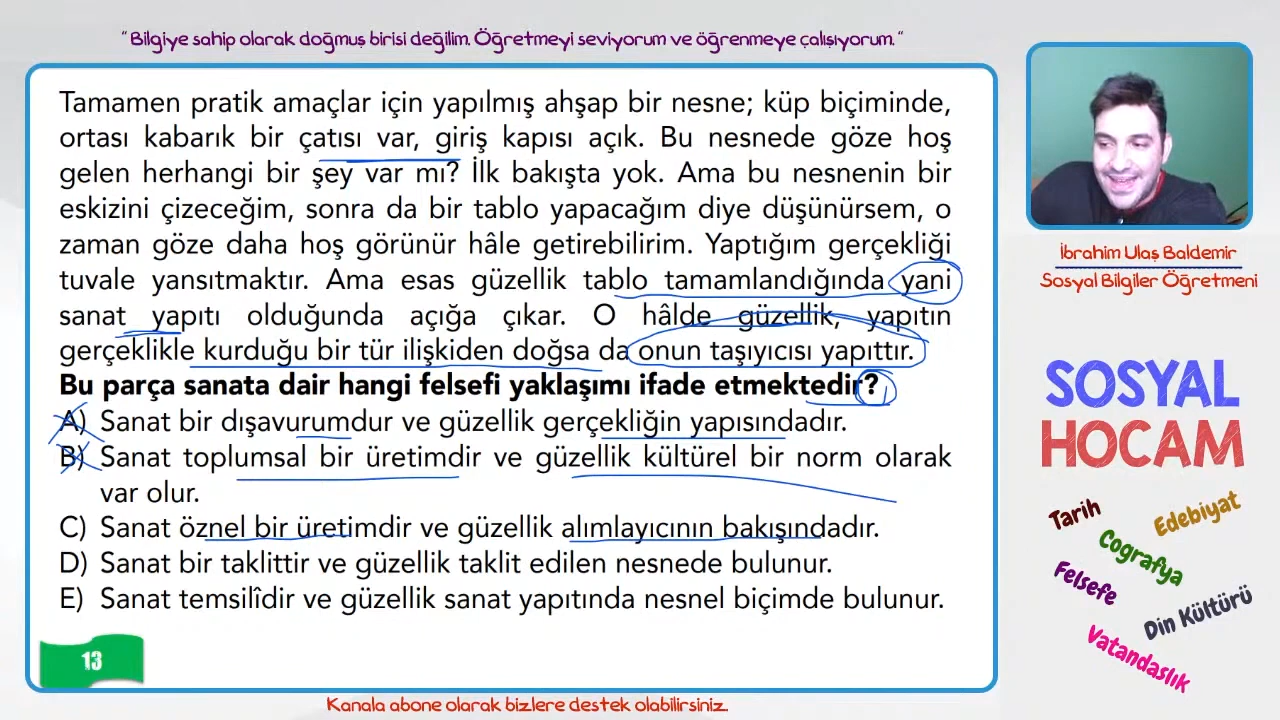 " Bilgiye sahip olarak doğmuş birisi değilim. Öğretmeyi seviyorum ve öğrenmeye çalışıyorum. "
Tamamen pratik amaçlar için yapılmış ahşap bir nesne; küp biçiminde,
ortası kabarık bir çatısı var, giriş kapısı açık. Bu nesnede göze hoş
gelen herhangi bir şey var mı? İlk bakışta yok. Ama bu nesnenin bir
eskizini çizeceğim, sonra da bir tablo yapacağım diye düşünürsem, o
zaman göze daha hoş görünür hâle getirebilirim. Yaptığım gerçekliği
tuvale yansıtmaktır. Ama esas güzellik tablo tamamlandığında yani
sanat yapıtı olduğunda açığa çıkar. O hâlde güzellik, yapıtın
gerçeklikle kurduğu bir tür ilişkiden doğsa da onun taşıyıcısı yapıttır.
Bu parça sanata dair hangi felsefi yaklaşımı ifade etmektedir?
A) Sanat bir dışavurumdur ve güzellik gerçekliğin yapısındadır.
B) Sanat toplumsal bir üretimdir ve güzellik kültürel bir norm olarak
var olur.
C) Sanat öznel bir üretimdir ve güzellik alımlayıcının bakışındadır.
D) Sanat bir taklittir ve güzellik taklit edilen nesnede bulunur.
E) Sanat temsilîdir ve güzellik sanat yapıtında nesnel biçimde bulunur.
13
Kanala abone olarak bizlere destek olabilirsiniz.
İbrahim Ulaş Baldemir
Sosyal Bilgiler Öğretmeni
SOSYAL
HOCAM
Tarih
Edebiyat
Coğrafya
Felsefe
Din Kültürü
Vatandaslık